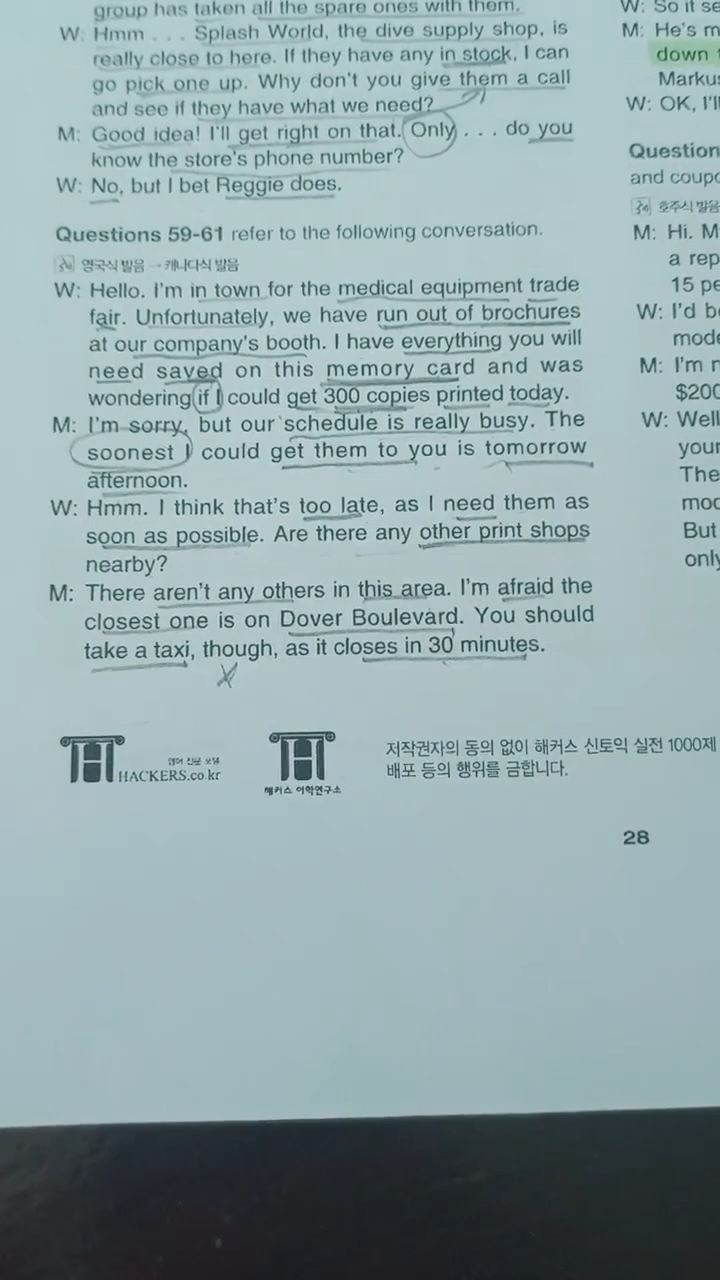 group has taken all the spare ones with them.
W: Hmm . . . Splash World, the dive supply shop, is
really close to here. If they have any in stock, I can
go pick one up. Why don't you give them a call
and see if they have what we need?
M: Good idea! I'll get right on that. Only . . . do you
know the store's phone number?
W: No, but I bet Reggie does.
Questions 59-61 refer to the following conversation.
영국식 발음 → 캐나다식 발음
W: Hello. I'm in town for the medical equipment trade
fair. Unfortunately, we have run out of brochures
at our company's booth. I have everything you will
need saved on this memory card and was
wondering if I could get 300 copies printed today.
M: I'm sorry, but our schedule is really busy. The
soonest I could get them to you is tomorrow
afternoon.
W: Hmm. I think that's too late, as I need them as
soon as possible. Are there any other print shops
nearby?
M: There aren't any others in this area. I'm afraid the
closest one is on Dover Boulevard. You should
take a taxi, though, as it closes in 30 minutes.
HACKERS.co.kr
해커스 어학연구소
저작권자의 동의 없이 해커스 신토익 실전 1000제
배포 등의 행위를 금합니다.
28
W: So it se
M: He's m
down
Marku
W: OK, I'll
Question
and coup
호주식 발음
M: Hi. M
a rep
15 pe
W: I'd b
mode
M: I'm n
$200
W: Well
your
The
mod
But
only